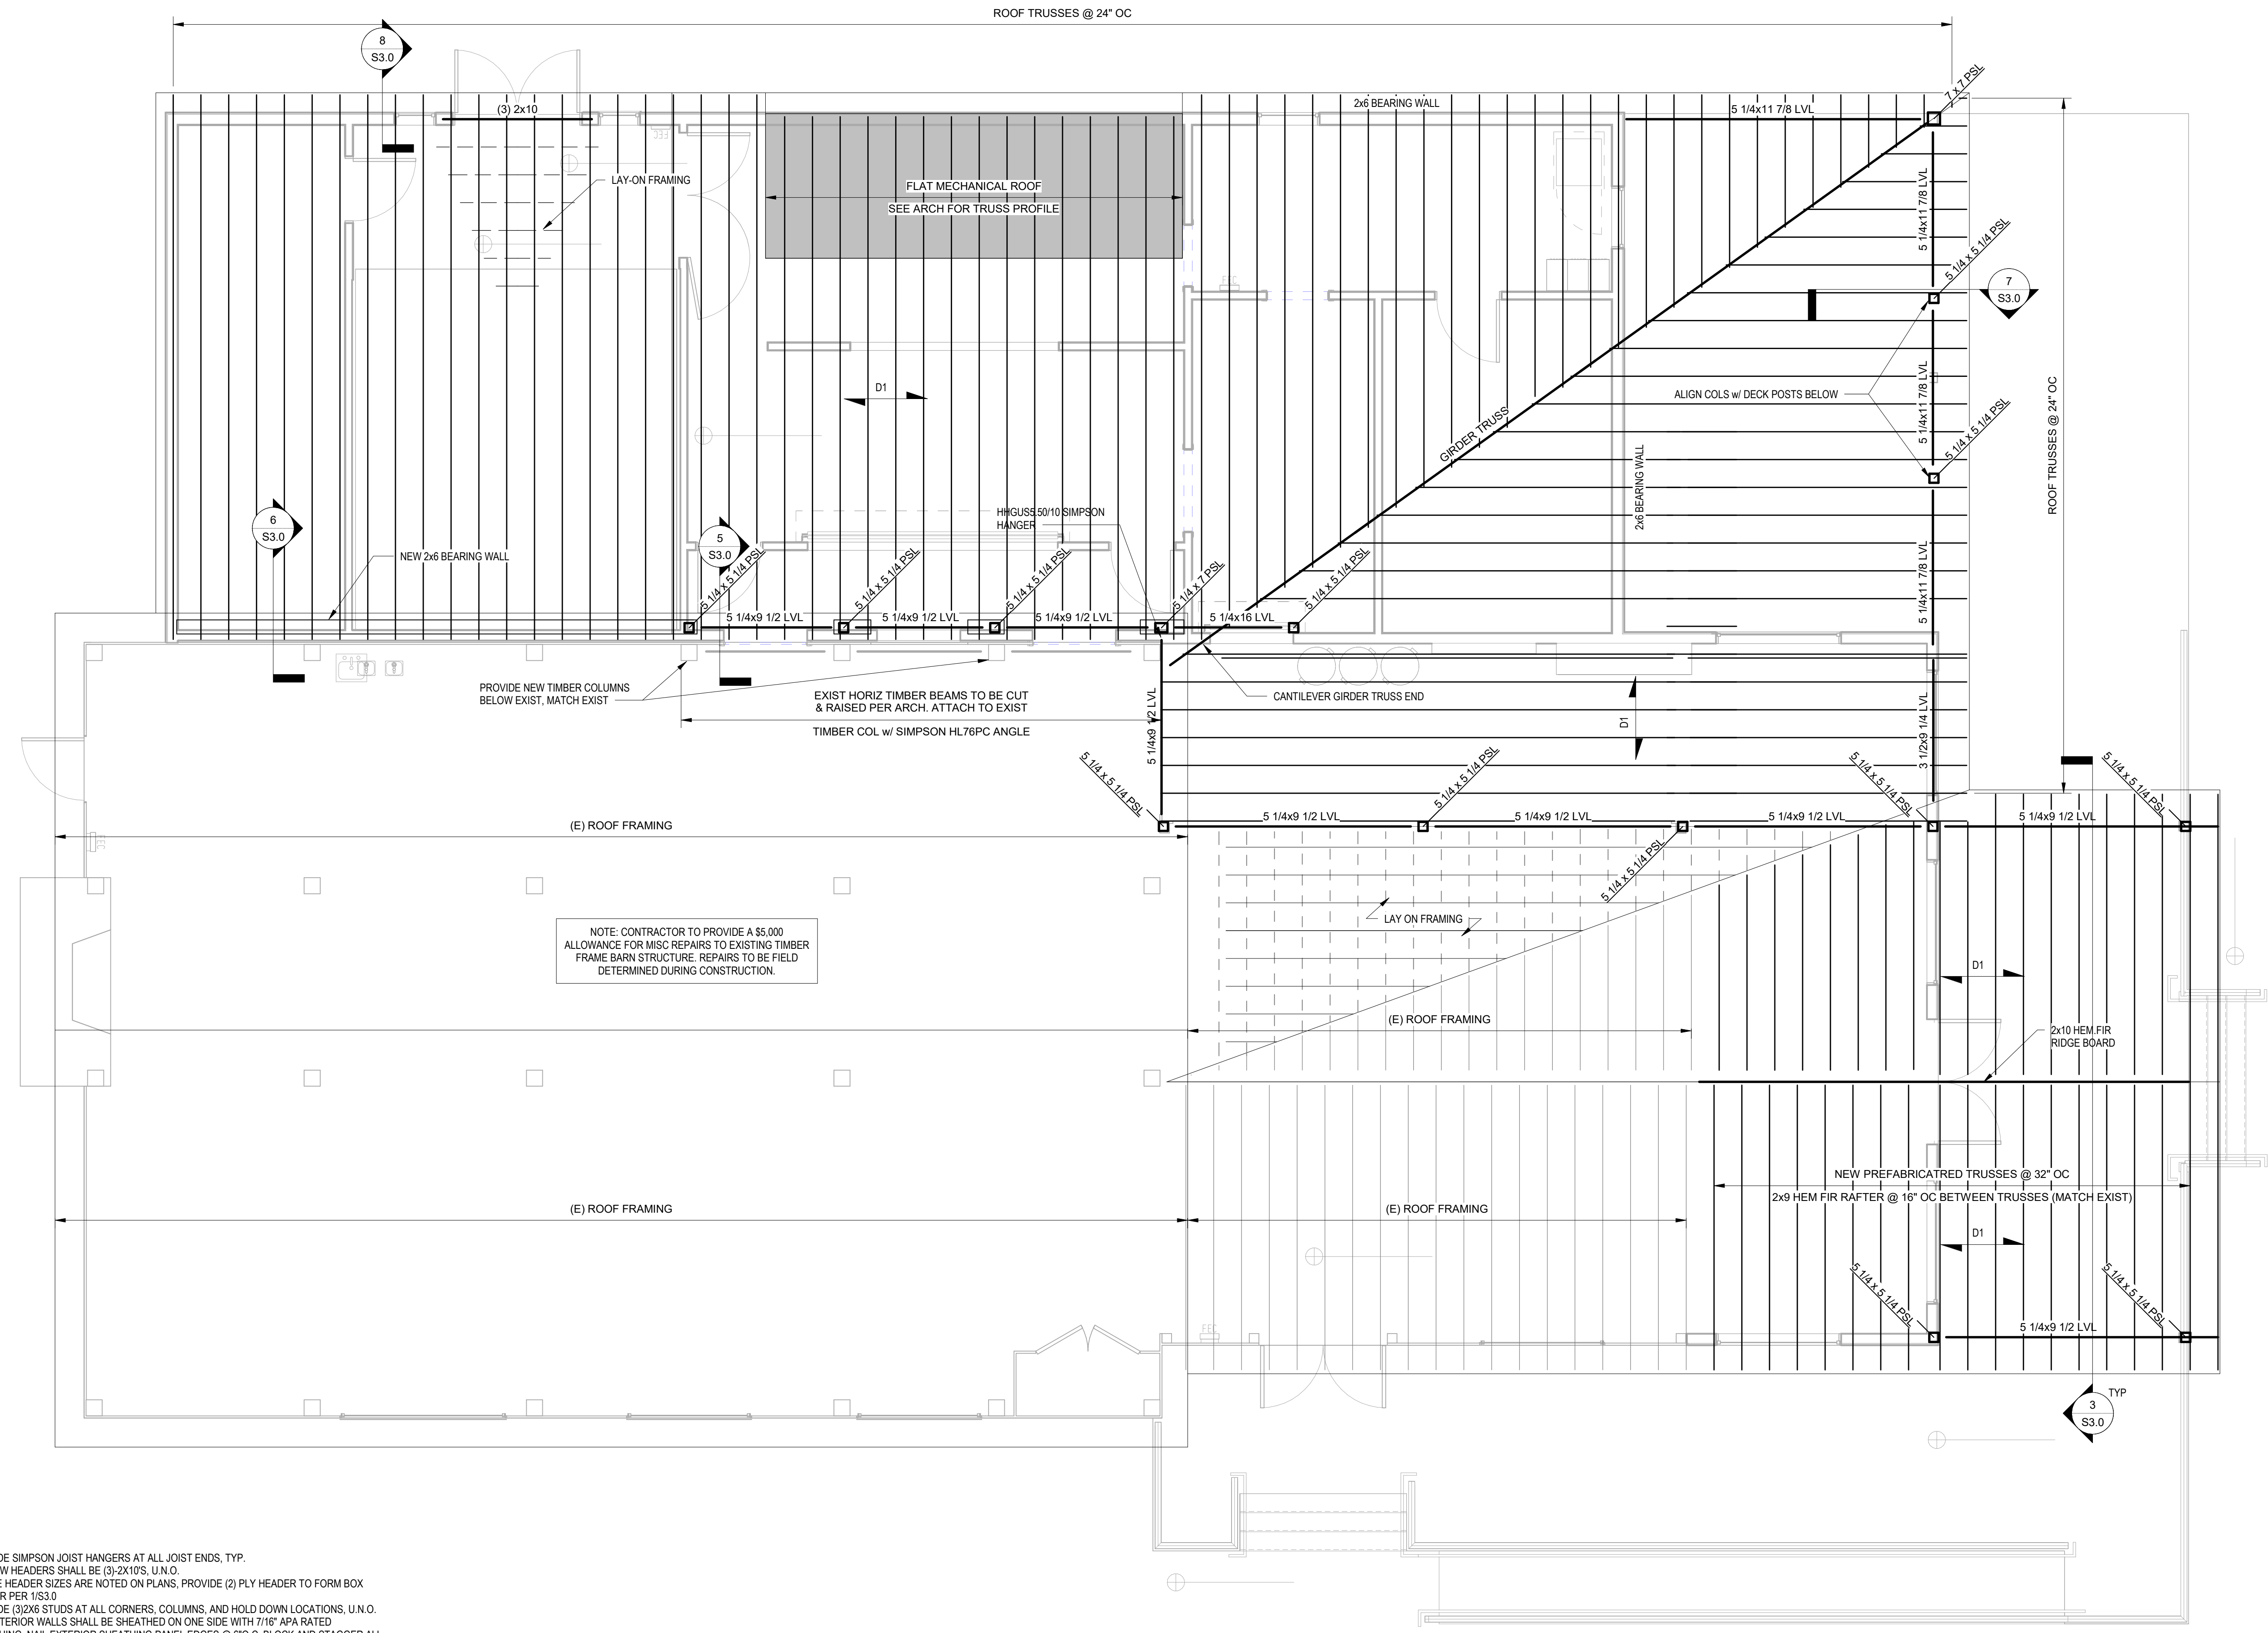 ROOF TRUSSES @ 24" OC
8
S3.0
(3) 2x10
FEC
2x6 BEARING WALL
5 1/4x11 7/8 LVL
7 x 7 PSL
LAY-ON FRAMING
FLAT MECHANICAL ROOF
SEE ARCH FOR TRUSS PROFILE
5 1/4x11 7/8 LVL
5 1/4 x 5 1/4 PSL
7
S3.0
FEC
D1
ALIGN COLS w/ DECK POSTS BELOW
5 1/4x11 7/8 LVL
5 1/4 x 5 1/4 PSL
ROOF TRUSSES @ 24" OC
GIRDER TRUSS
2x6 BEARING WALL
6
S3.0
NEW 2x6 BEARING WALL
5
S3.0
HHGUS5.50/10 SIMPSON
HANGER
5 1/4 x 5 1/4 PSL
5 1/4 x 5 1/4 PSL
5 1/4 x 5 1/4 PSL
5 1/4 x 7 PSL
5 1/4 x 5 1/4 PSL
5 1/4x11 7/8 LVL
5 1/4x9 1/2 LVL
5 1/4x9 1/2 LVL
5 1/4x9 1/2 LVL
5 1/4x16 LVL
PROVIDE NEW TIMBER COLUMNS
BELOW EXIST, MATCH EXIST
EXIST HORIZ TIMBER BEAMS TO BE CUT
& RAISED PER ARCH. ATTACH TO EXIST
TIMBER COL w/ SIMPSON HL76PC ANGLE
5 1/4x9 1/2 LVL
CANTILEVER GIRDER TRUSS END
D1
3 1/2x9 1/4 LVL
5 1/4 x 5 1/4 PSL
5 1/4 x 5 1/4 PSL
5 1/4 x 5 1/4 PSL
5 1/4 x 5 1/4 PSL
(E) ROOF FRAMING
5 1/4x9 1/2 LVL
5 1/4x9 1/2 LVL
5 1/4x9 1/2 LVL
5 1/4x9 1/2 LVL
FEC
5 1/4 x 5 1/4 PSL
LAY ON FRAMING
NOTE: CONTRACTOR TO PROVIDE A $5,000
ALLOWANCE FOR MISC REPAIRS TO EXISTING TIMBER
FRAME BARN STRUCTURE. REPAIRS TO BE FIELD
DETERMINED DURING CONSTRUCTION.
D1
(E) ROOF FRAMING
2x10 HEM.FIR
RIDGE BOARD
NEW PREFABRICATRED TRUSSES @ 32" OC
2x9 HEM FIR RAFTER @ 16" OC BETWEEN TRUSSES (MATCH EXIST)
(E) ROOF FRAMING
(E) ROOF FRAMING
D1
5 1/4 x 5 1/4 PSL
5 1/4 x 5 1/4 PSL
FEC
5 1/4x9 1/2 LVL
TYP
3
S3.0
DE SIMPSON JOIST HANGERS AT ALL JOIST ENDS, TYP.
W HEADERS SHALL BE (3)-2X10'S, U.N.O.
E HEADER SIZES ARE NOTED ON PLANS, PROVIDE (2) PLY HEADER TO FORM BOX
R PER 1/S3.0
DE (3)2X6 STUDS AT ALL CORNERS, COLUMNS, AND HOLD DOWN LOCATIONS, U.N.O.
TERIOR WALLS SHALL BE SHEATHED ON ONE SIDE WITH 7/16" APA RATED